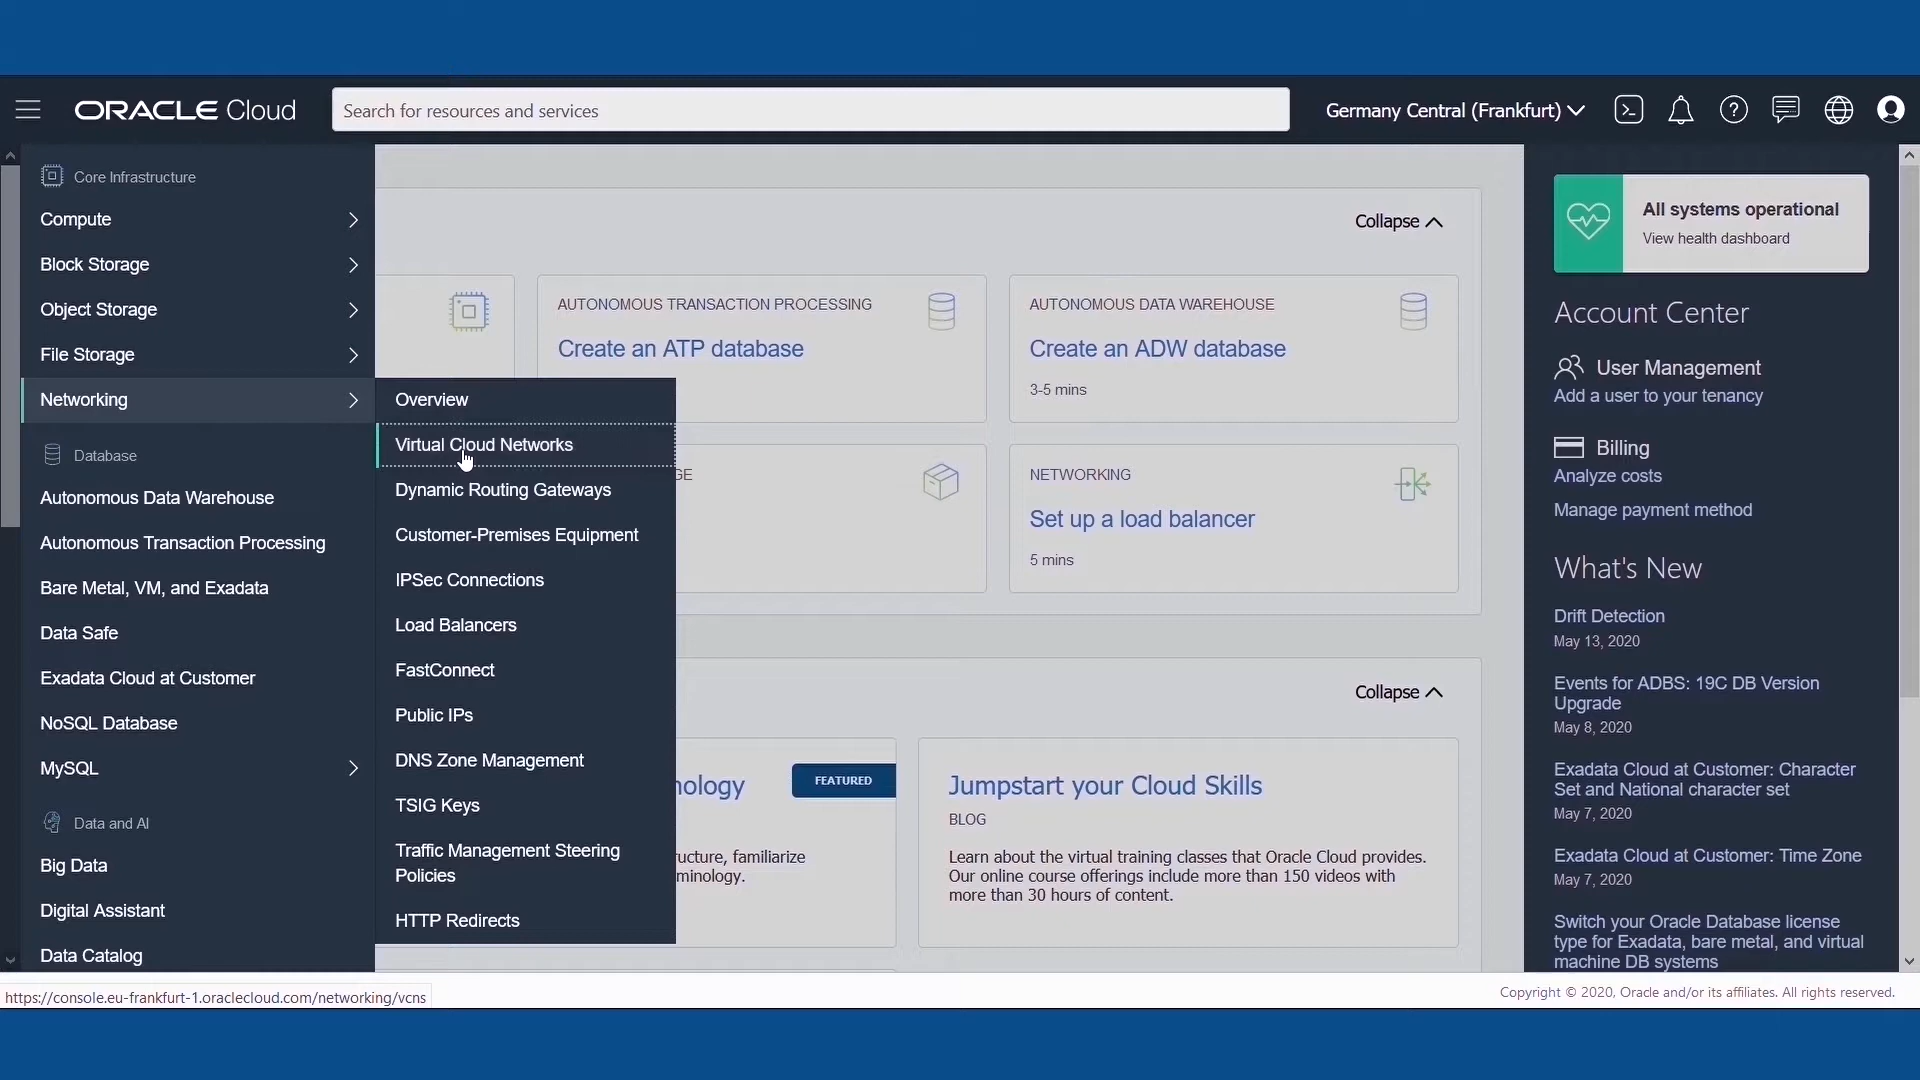 ORACLE Cloud
Search for resources and services
Germany Central (Frankfurt)
Core Infrastructure
Compute
Block Storage
Object Storage
File Storage
Networking
Database
Autonomous Data Warehouse
Autonomous Transaction Processing
Bare Metal, VM, and Exadata
Data Safe
Exadata Cloud at Customer
NoSQL Database
MySQL
Data and AI
Big Data
Digital Assistant
Data Catalog
Overview
Virtual Cloud Networks
Dynamic Routing Gateways
Customer-Premises Equipment
IPSec Connections
Load Balancers
FastConnect
Public IPs
DNS Zone Management
TSIG Keys
Traffic Management Steering
Policies
HTTP Redirects
Collapse
AUTONOMOUS TRANSACTION PROCESSING
Create an ATP database
AUTONOMOUS DATA WAREHOUSE
Create an ADW database
3-5 mins
GE
NETWORKING
Set up a load balancer
5 mins
Collapse
nology
FEATURED
ucture, familiarize
minology.
Jumpstart your Cloud Skills
BLOG
Learn about the virtual training classes that Oracle Cloud provides.
Our online course offerings include more than 150 videos with
more than 30 hours of content.
All systems operational
View health dashboard
Account Center
User Management
Add a user to your tenancy
Billing
Analyze costs
Manage payment method
What's New
Drift Detection
May 13, 2020
Events for ADBS: 19C DB Version
Upgrade
May 8, 2020
Exadata Cloud at Customer: Character
Set and National character set
May 7, 2020
Exadata Cloud at Customer: Time Zone
May 7, 2020
Switch your Oracle Database license
type for Exadata, bare metal, and virtual
machine DB systems
https://console.eu-frankfurt-1.oraclecloud.com/networking/vcns
Copyright © 2020, Oracle and/or its affiliates. All rights reserved.